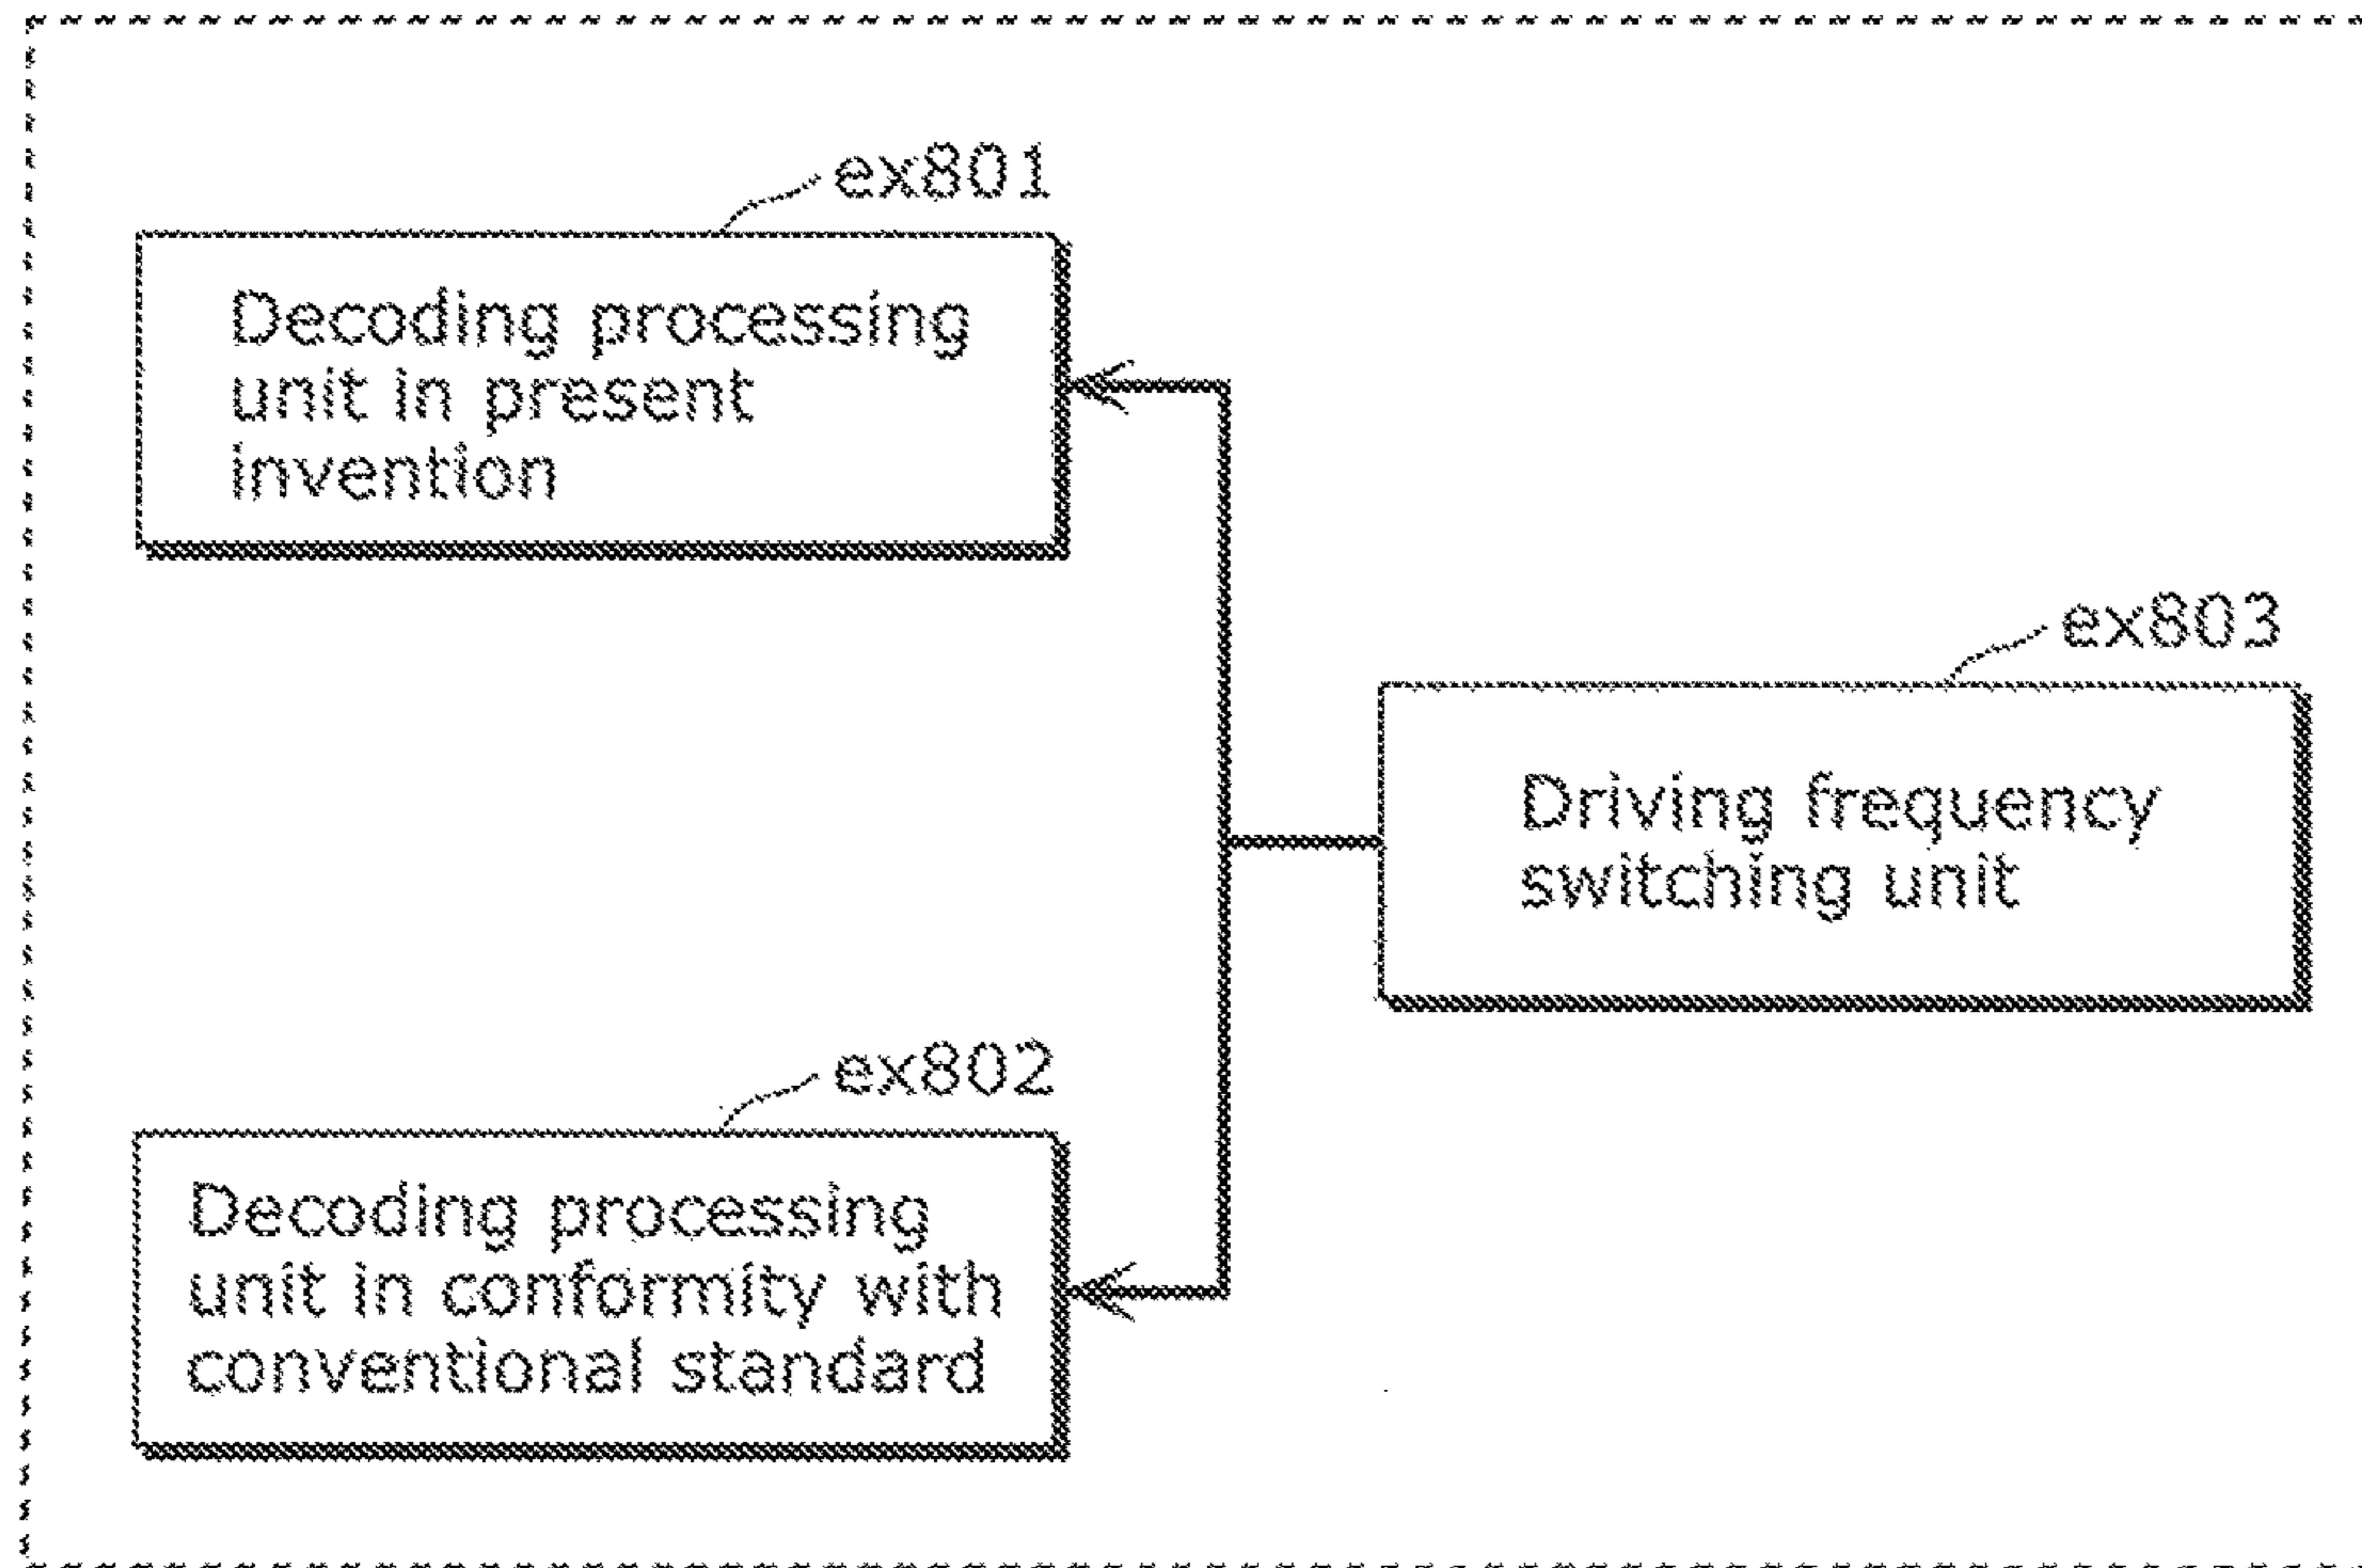 ex801
Decoding processing
unit in present
invention
ex803
Driving frequency
switching unit
ex802
Decoding processing
unit in conformity with
conventional standard